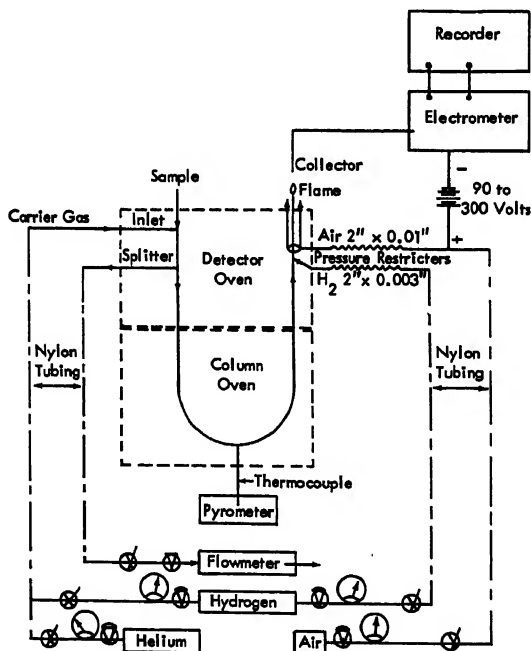 Recorder
Electrometer
Collector
Flame
Sample
90 to
300 Volts
Carrier Gas
Inlet
Splitter
Air 2" x 0.01"
Pressure Restricters
H2 2" x 0.003"
Detector
Oven
Column
Oven
Nylon
Tubing
Nylon
Tubing
Thermocouple
Pyrometer
Flowmeter
Hydrogen
Helium
Air